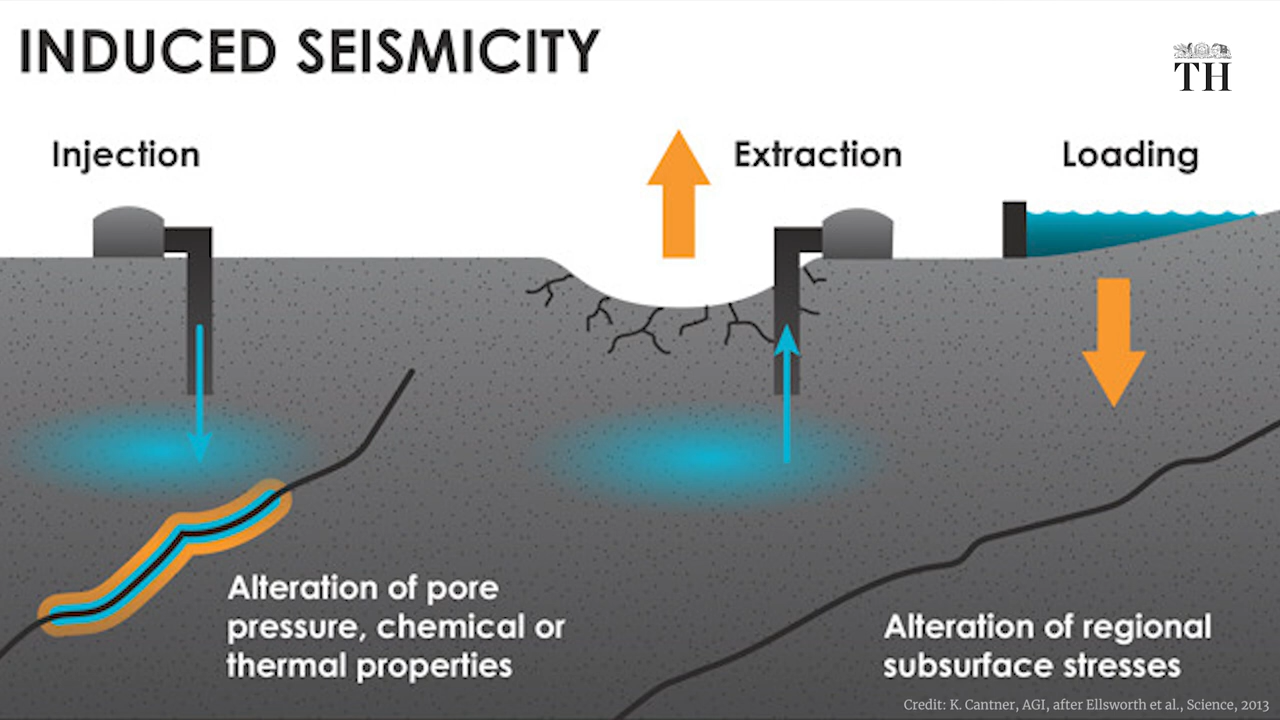 INDUCED SEISMICITY
TH
Injection
Extraction
Loading
Alteration of pore
pressure, chemical or
thermal properties
Alteration of regional
subsurface stresses
Credit: K. Cantner, AGI, after Ellsworth et al., Science, 2013